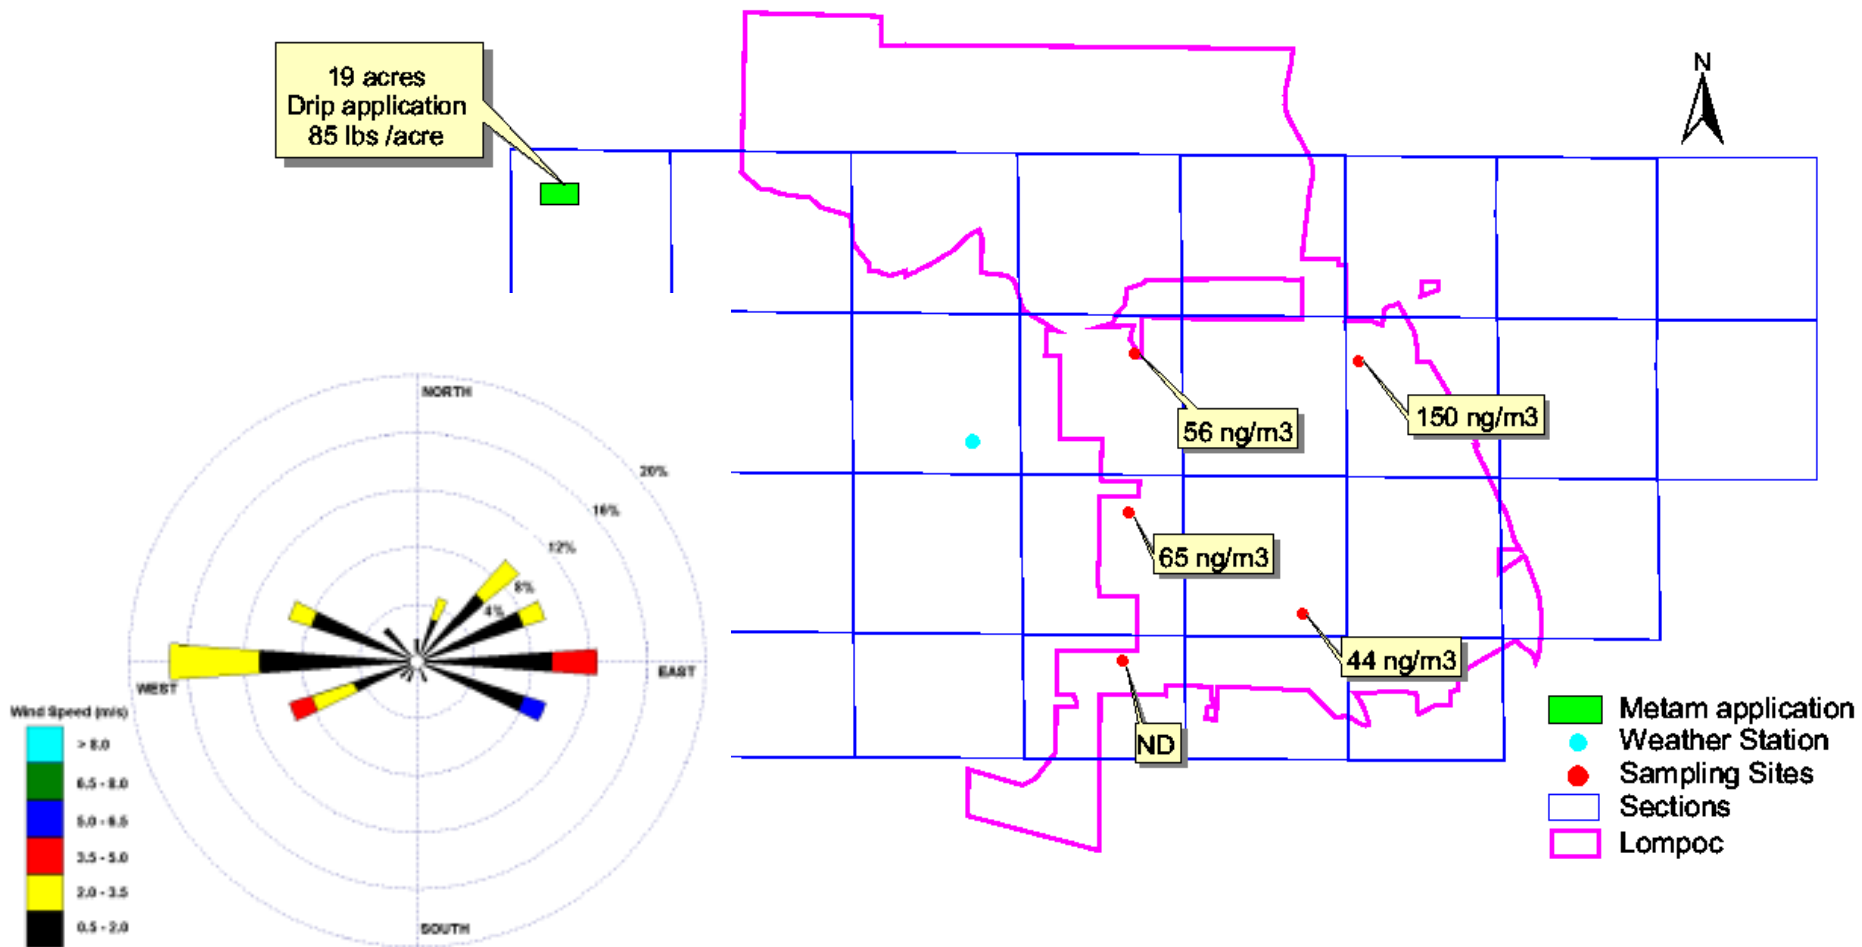 19 acres
Drip application
85 lbs /acre
N
56 ng/m3
150 ng/m3
65 ng/m3
44 ng/m3
ND
NORTH
20%
16%
12%
8%
4%
WEST
EAST
SOUTH
Wind Speed (m/s)
> 8.0
6.5 - 8.0
5.0 - 6.5
3.5 - 5.0
2.0 - 3.5
0.5 - 2.0
Metam application
Weather Station
Sampling Sites
Sections
Lompoc